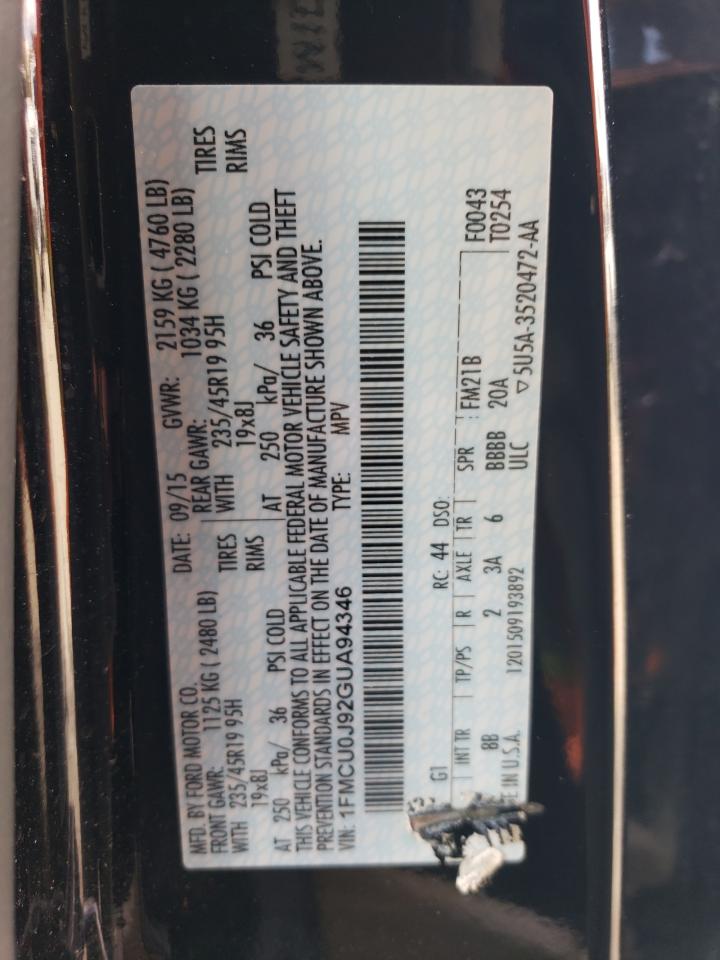 MFD. BY FORD MOTOR CO. DATE: 09/15 GVWR: 2159 KG ( 4760 LB)
FRONT GAWR: 1125 KG ( 2480 LB) REAR GAWR: 1034 KG ( 2280 LB)
WITH 235/45R19 95H TIRES WITH 235/45R19 95H TIRES
19x8J RIMS 19x8J RIMS
AT 250 kPa/ 36 PSI COLD AT 250 kPa/ 36 PSI COLD
THIS VEHICLE CONFORMS TO ALL APPLICABLE FEDERAL MOTOR VEHICLE SAFETY AND THEFT
PREVENTION STANDARDS IN EFFECT ON THE DATE OF MANUFACTURE SHOWN ABOVE.
VIN: 1FMCU0J92GUA94346 TYPE: MPV
F0043
G1 RC: 44 DSO: T0254
INT TR TP/PS R AXLE TR SPR FM21B
8B 2 3A 6 BBBB 20A
E IN U.S.A. 1201509193892 ULC ▽5U5A-3520472-AA